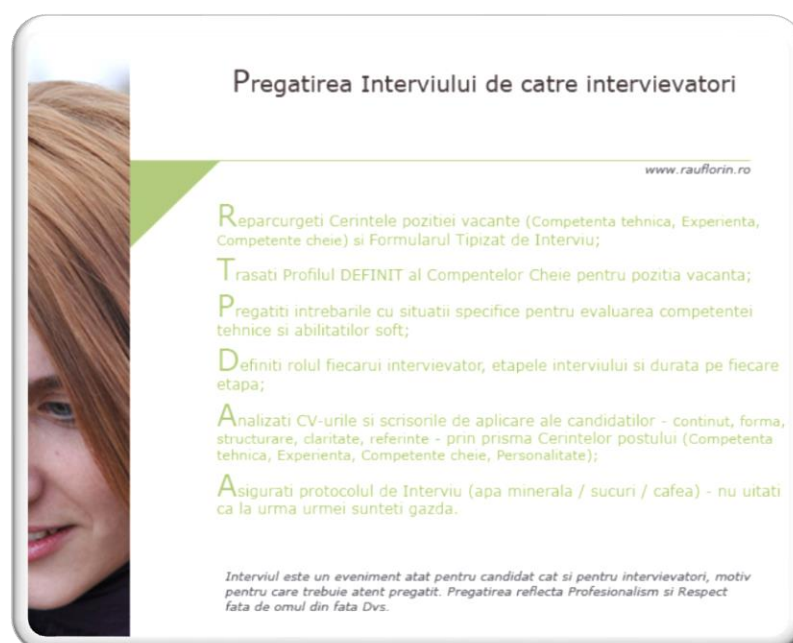 Pregatirea Interviului de catre intervievatori
www.rauflorin.ro
Reparcurgeti Cerintele pozitiei vacante (Competenta tehnica, Experienta,
Competente cheie) si Formularul Tipizat de Interviu;
Trasati Profilul DEFINIT al Compentelor Cheie pentru pozitia vacanta;
Pregatiti intrebarile cu situatii specifice pentru evaluarea competentei
tehnice si abilitatilor soft;
Definiti rolul fiecarui intervievator, etapele interviului si durata pe fiecare
etapa;
Analizati CV-urile si scrisorile de aplicare ale candidatilor - continut, forma,
structurare, claritate, referinte - prin prisma Cerintelor postului (Competenta
tehnica, Experienta, Competente cheie, Personalitate);
Asigurati protocolul de Interviu (apa minerala / sucuri / cafea) - nu uitati
ca la urma urmei sunteti gazda.
Interviul este un eveniment atat pentru candidat cat si pentru intervievatori, motiv
pentru care trebuie atent pregatit. Pregatirea reflecta Profesionalism si Respect
fata de omul din fata Dvs.